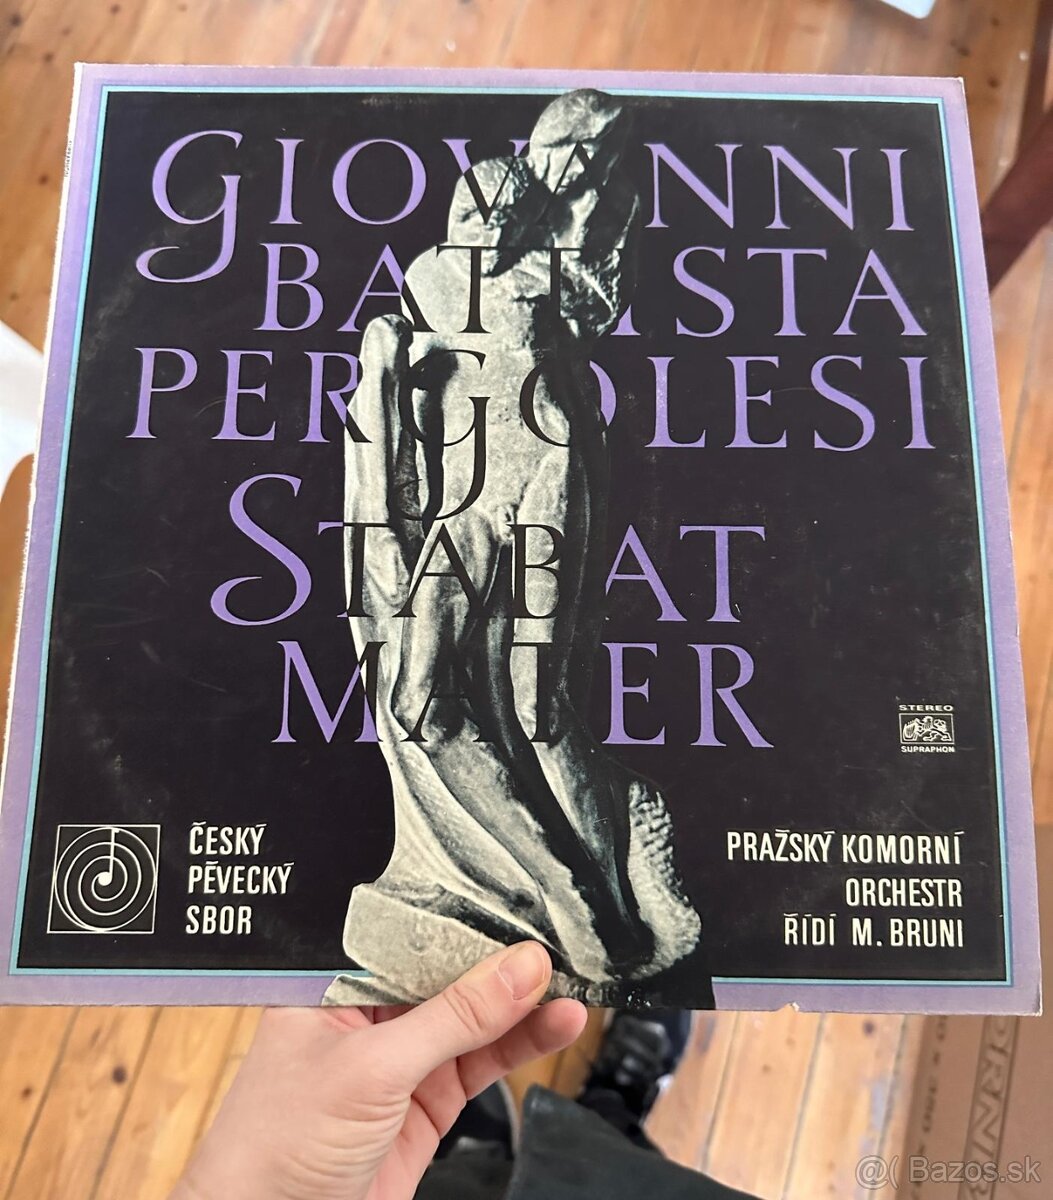 GIOVANNI
BATTISTA
PERGOLESI
STABAT
MATER
STEREO
SUPRAPHON
ČESKÝ
PĚVECKÝ
SBOR
PRAŽSKÝ KOMORNÍ
ORCHESTR
ŘÍDÍ M. BRUNI
@( Bazos.sk